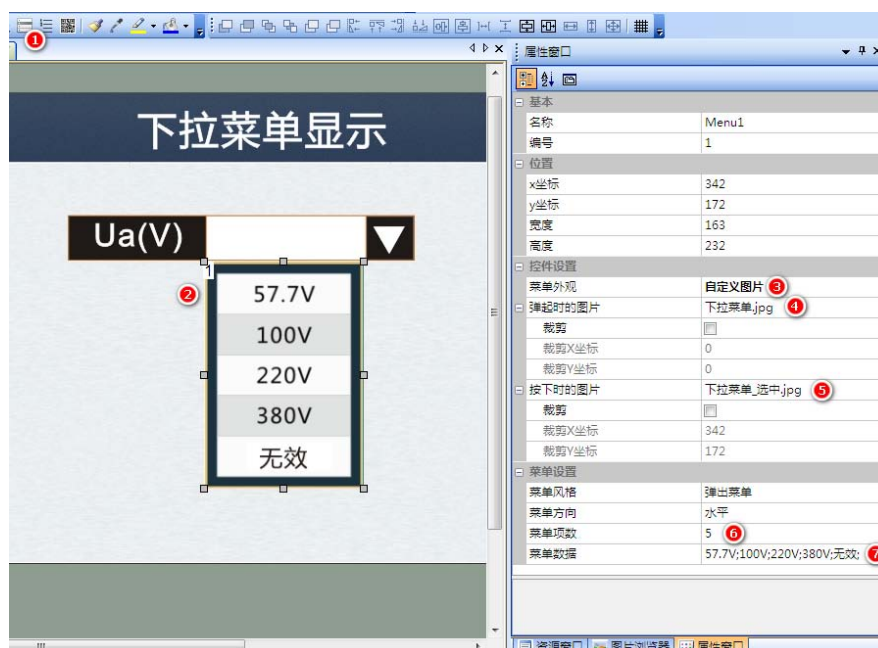 1
属性窗口
基本
名称 Menu1
编号 1
位置
x坐标 342
y坐标 172
宽度 163
高度 232
控件设置
菜单外观 自定义图片 3
弹起时的图片 下拉菜单.jpg 4
裁剪
裁剪X坐标 0
裁剪Y坐标 0
按下时的图片 下拉菜单_选中.jpg 5
裁剪
裁剪X坐标 342
裁剪Y坐标 172
菜单设置
菜单风格 弹出菜单
菜单方向 水平
菜单项数 5 6
菜单数据 57.7V;100V;220V;380V;无效; 7
下拉菜单显示
Ua(V)
1
2
57.7V
100V
220V
380V
无效
资源窗口 图片浏览器 属性窗口